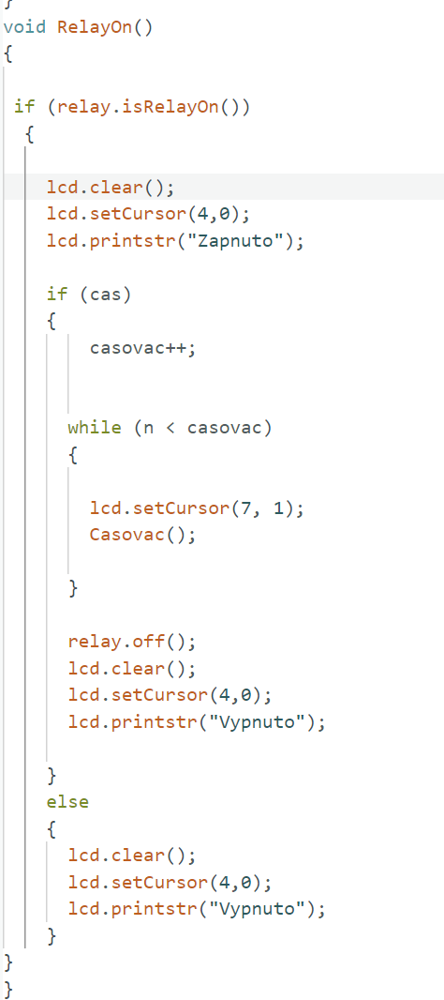 }
void RelayOn()
{
if (relay.isRelayOn())
{
lcd.clear();
lcd.setCursor(4,0);
lcd.printstr("Zapnuto");
if (cas)
{
casovac++;
while (n < casovac)
{
lcd.setCursor(7, 1);
Casovac();
}
relay.off();
lcd.clear();
lcd.setCursor(4,0);
lcd.printstr("Vypnuto");
}
else
{
lcd.clear();
lcd.setCursor(4,0);
lcd.printstr("Vypnuto");
}
}
}